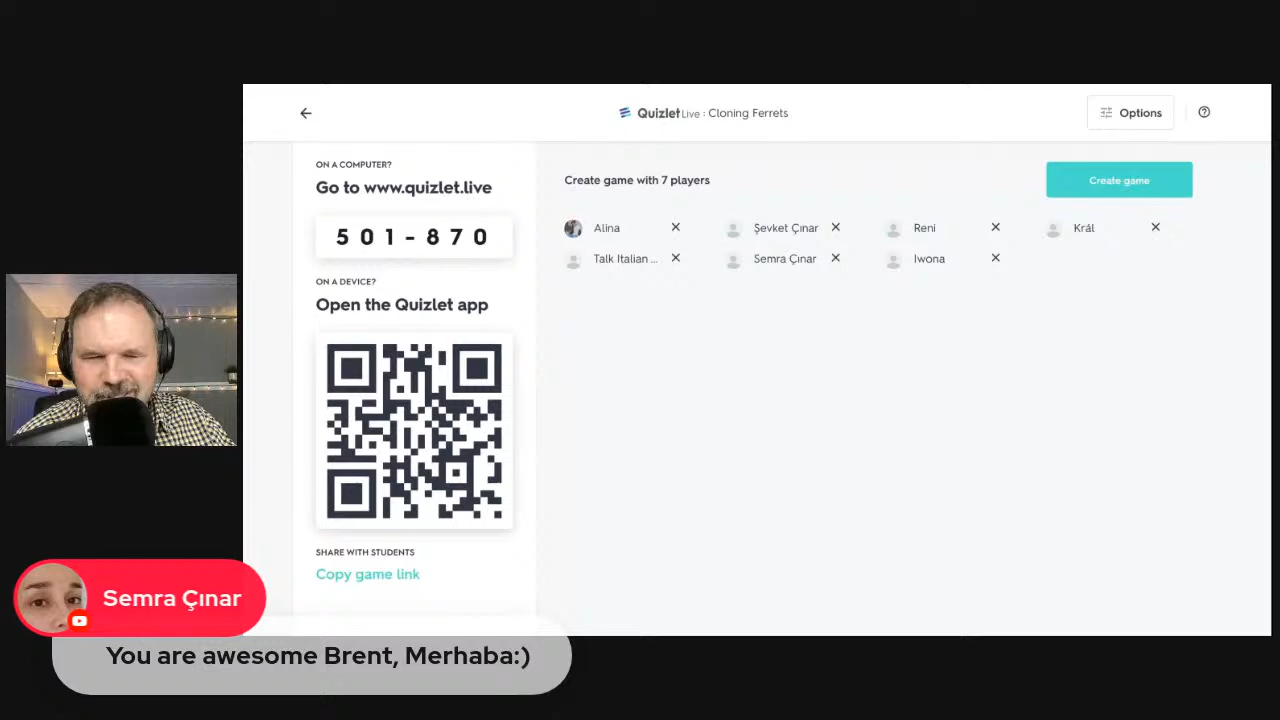 Quizlet Live : Cloning Ferrets
Options
ON A COMPUTER?
Go to www.quizlet.live
501-870
ON A DEVICE?
Open the Quizlet app
SHARE WITH STUDENTS
Copy game link
Create game with 7 players
Create game
Alina
Şevket Çınar
Reni
Král
Talk Italian ...
Semra Çınar
Iwona
Semra Çınar
You are awesome Brent, Merhaba:)